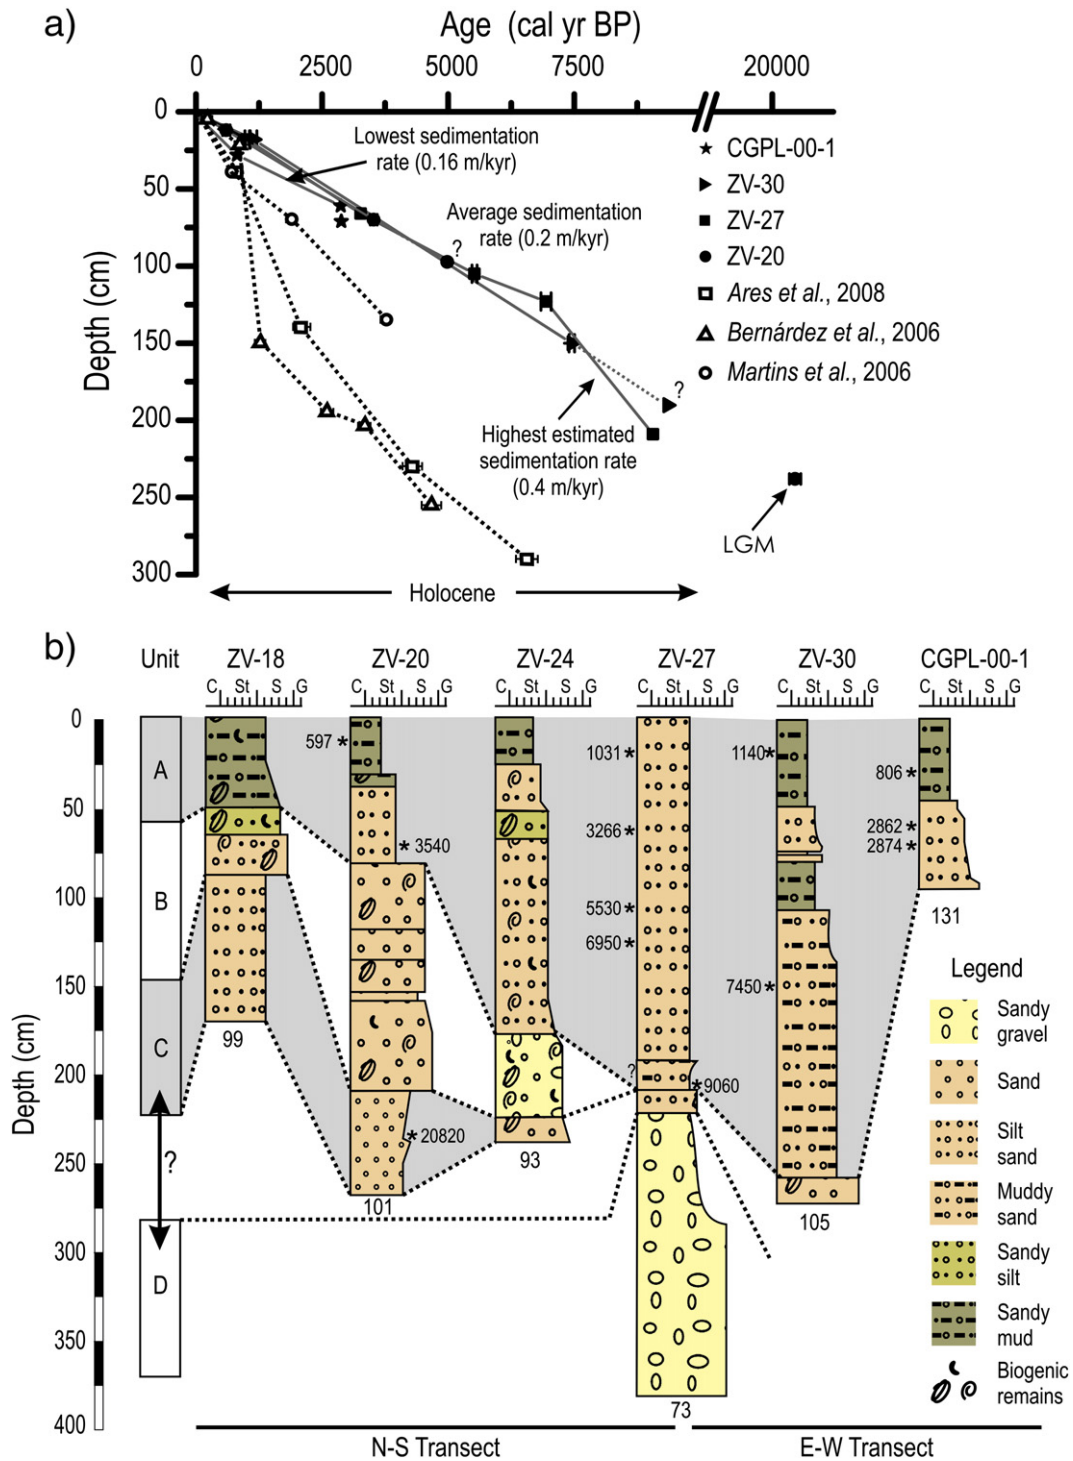 a)
Age (cal yr BP)
0 2500 5000 7500 20000
0
50
100
150
200
250
300
Depth (cm)
Lowest sedimentation
rate (0.16 m/kyr)
Average sedimentation
rate (0.2 m/kyr)
?
?
Highest estimated
sedimentation rate
(0.4 m/kyr)
LGM
Holocene
CGPL-00-1
ZV-30
ZV-27
ZV-20
Ares et al., 2008
Bernárdez et al., 2006
Martins et al., 2006
b)
Unit ZV-18 ZV-20 ZV-24 ZV-27 ZV-30 CGPL-00-1
C St S G C St S G C St S G C St S G C St S G C St S G
0
50
100
150
200
250
300
350
400
Depth (cm)
A
B
C
?
D
99
597
3540
20820
101
93
1031
3266
5530
6950
?
9060
73
1140
7450
105
806
2862
2874
131
Legend
Sandy
gravel
Sand
Silt
sand
Muddy
sand
Sandy
silt
Sandy
mud
Biogenic
remains
N-S Transect E-W Transect